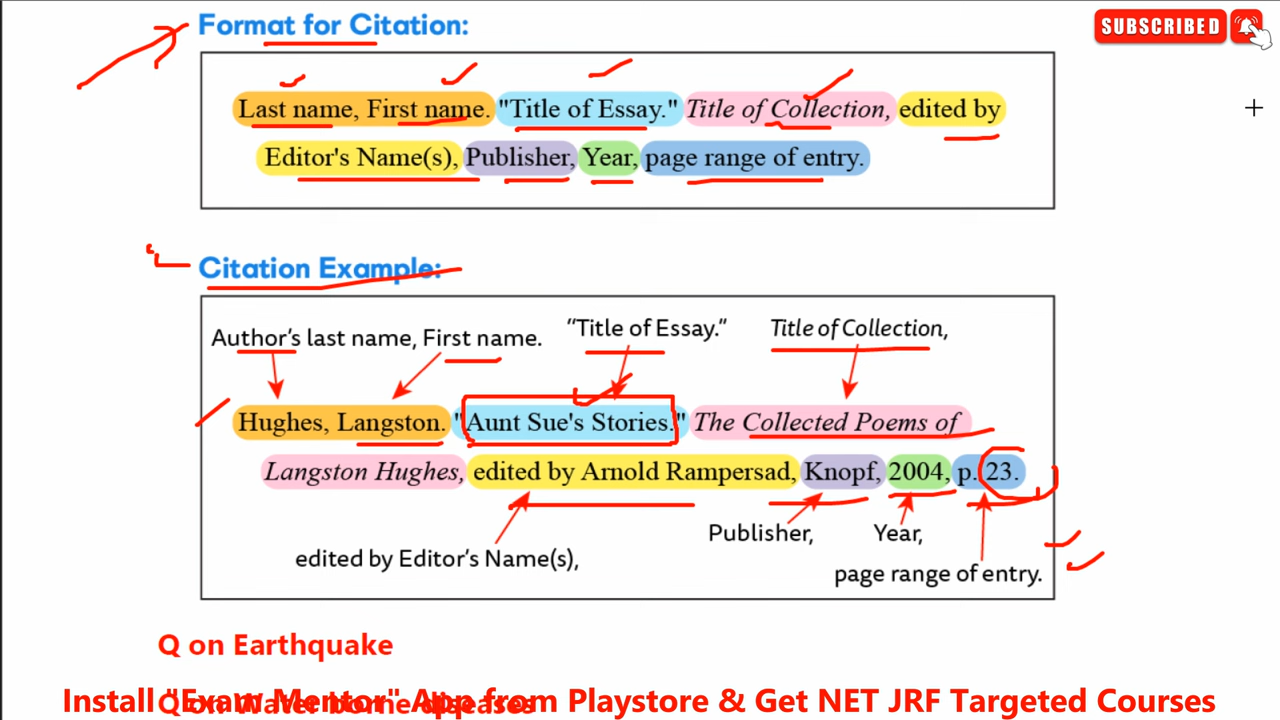 Format for Citation:
SUBSCRIBED
Last name, First name. "Title of Essay." Title of Collection, edited by
Editor's Name(s), Publisher, Year, page range of entry.
Citation Example:
Author's last name, First name.
"Title of Essay."
Title of Collection,
Hughes, Langston. "Aunt Sue's Stories." The Collected Poems of
Langston Hughes, edited by Arnold Rampersad, Knopf, 2004, p. 23.
Publisher,
Year,
edited by Editor's Name(s),
page range of entry.
Q on Earthquake
Q on Water borne diseases
Install "Exam Mentor" App from Playstore & Get NET JRF Targeted Courses